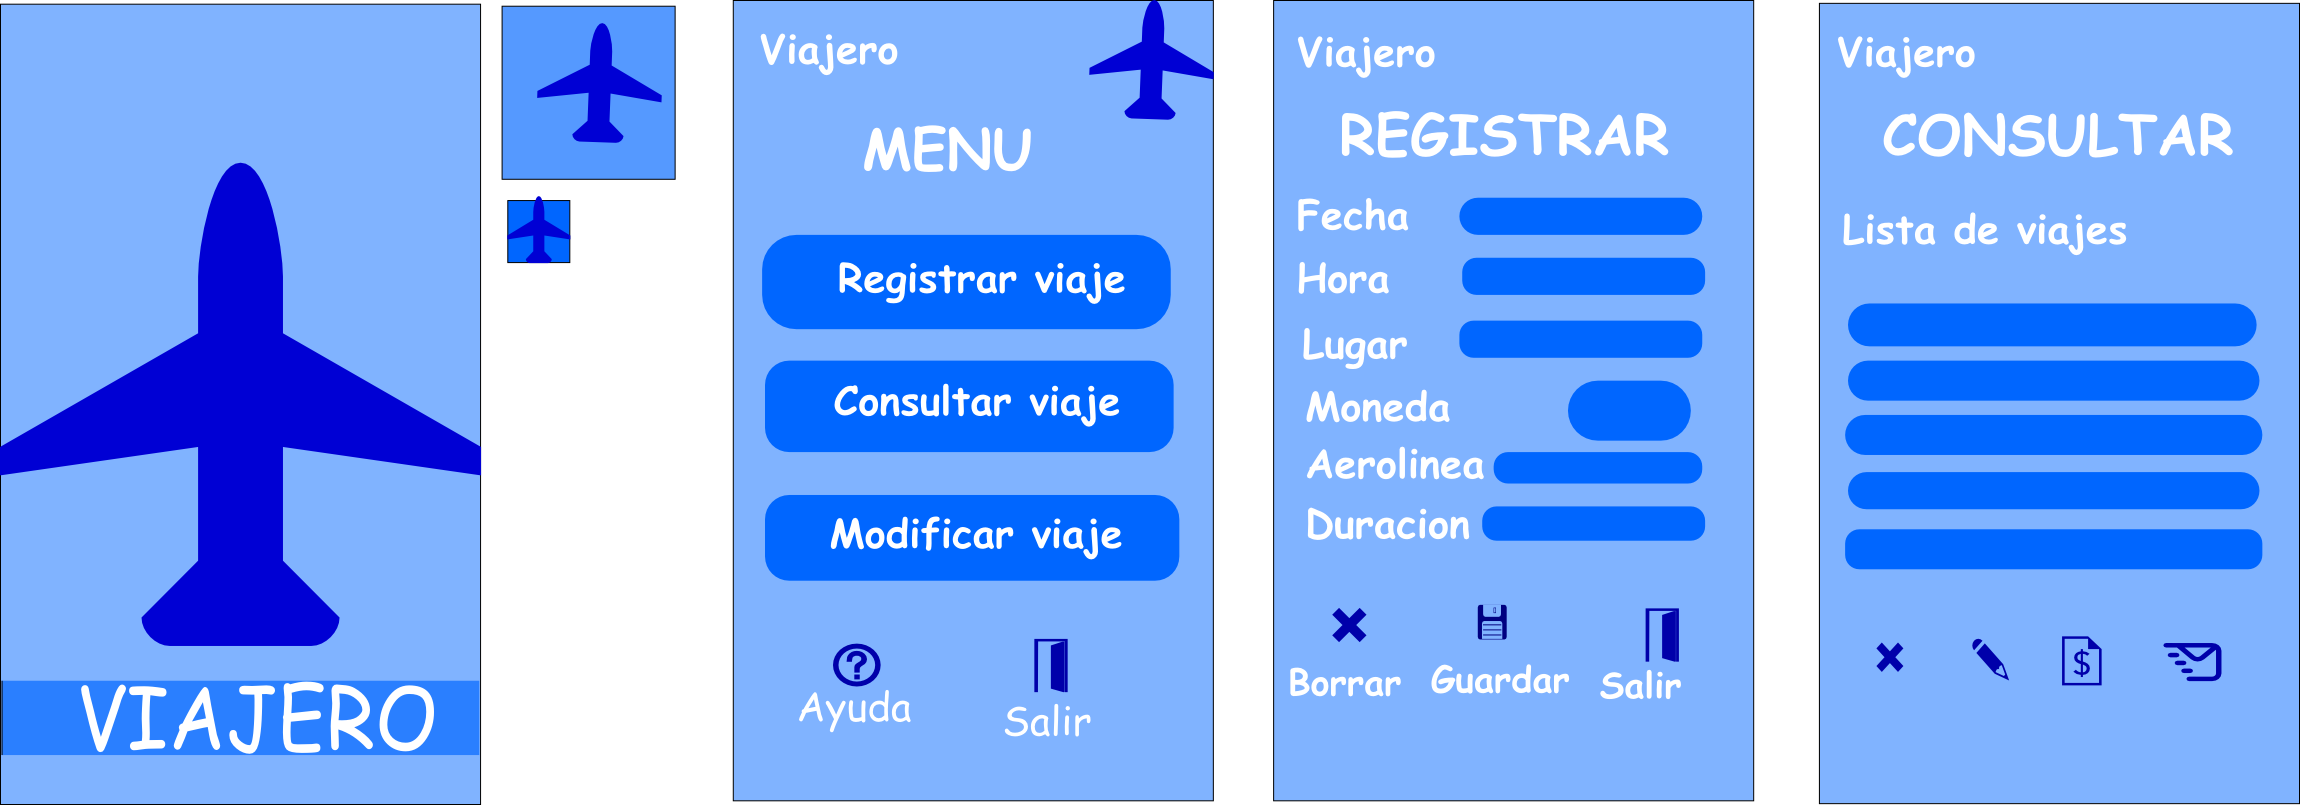 VIAJERO
Viajero
MENU
Registrar viaje
Consultar viaje
Modificar viaje
?
Ayuda
Salir
Viajero
REGISTRAR
Fecha
Hora
Lugar
Moneda
Aerolinea
Duracion
Borrar
Guardar
Salir
Viajero
CONSULTAR
Lista de viajes
$